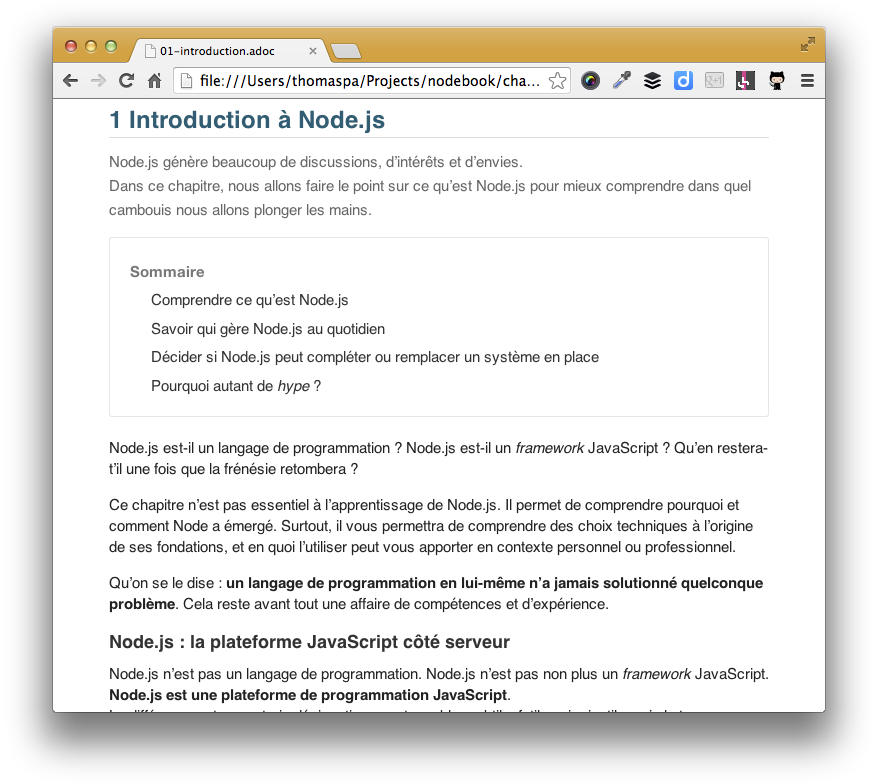 01-introduction.adoc
file:///Users/thomaspa/Projects/nodebook/cha...
1 Introduction à Node.js
Node.js génère beaucoup de discussions, d’intérêts et d’envies.
Dans ce chapitre, nous allons faire le point sur ce qu’est Node.js pour mieux comprendre dans quel
cambouis nous allons plonger les mains.
Sommaire
Comprendre ce qu’est Node.js
Savoir qui gère Node.js au quotidien
Décider si Node.js peut compléter ou remplacer un système en place
Pourquoi autant de hype ?
Node.js est-il un langage de programmation ? Node.js est-il un framework JavaScript ? Qu’en restera-
t’il une fois que la frénésie retombera ?
Ce chapitre n’est pas essentiel à l’apprentissage de Node.js. Il permet de comprendre pourquoi et
comment Node a émergé. Surtout, il vous permettra de comprendre des choix techniques à l’origine
de ses fondations, et en quoi l’utiliser peut vous apporter en contexte personnel ou professionnel.
Qu’on se le dise : un langage de programmation en lui-même n’a jamais solutionné quelconque
problème. Cela reste avant tout une affaire de compétences et d’expérience.
Node.js : la plateforme JavaScript côté serveur
Node.js n’est pas un langage de programmation. Node.js n’est pas non plus un framework JavaScript.
Node.js est une plateforme de programmation JavaScript.